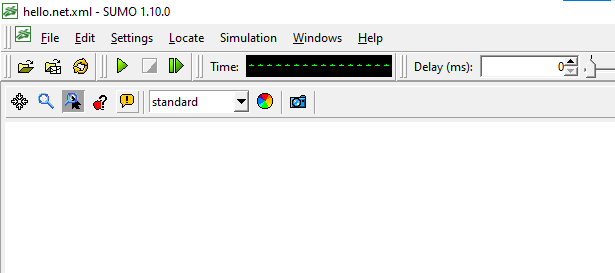 hello.net.xml - SUMO 1.10.0
File Edit Settings Locate Simulation Windows Help
Time: Delay (ms): 0
standard